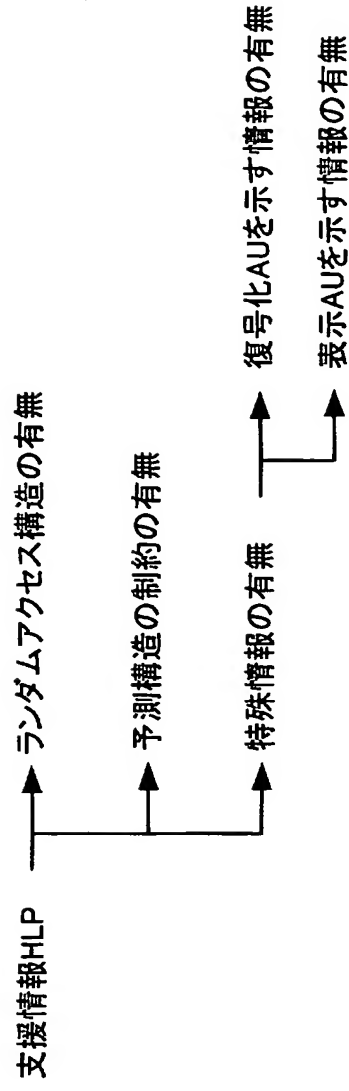 支援情報HLP
ランダムアクセス構造の有無
予測構造の制約の有無
特殊情報の有無
復号化AUを示す情報の有無
表示AUを示す情報の有無